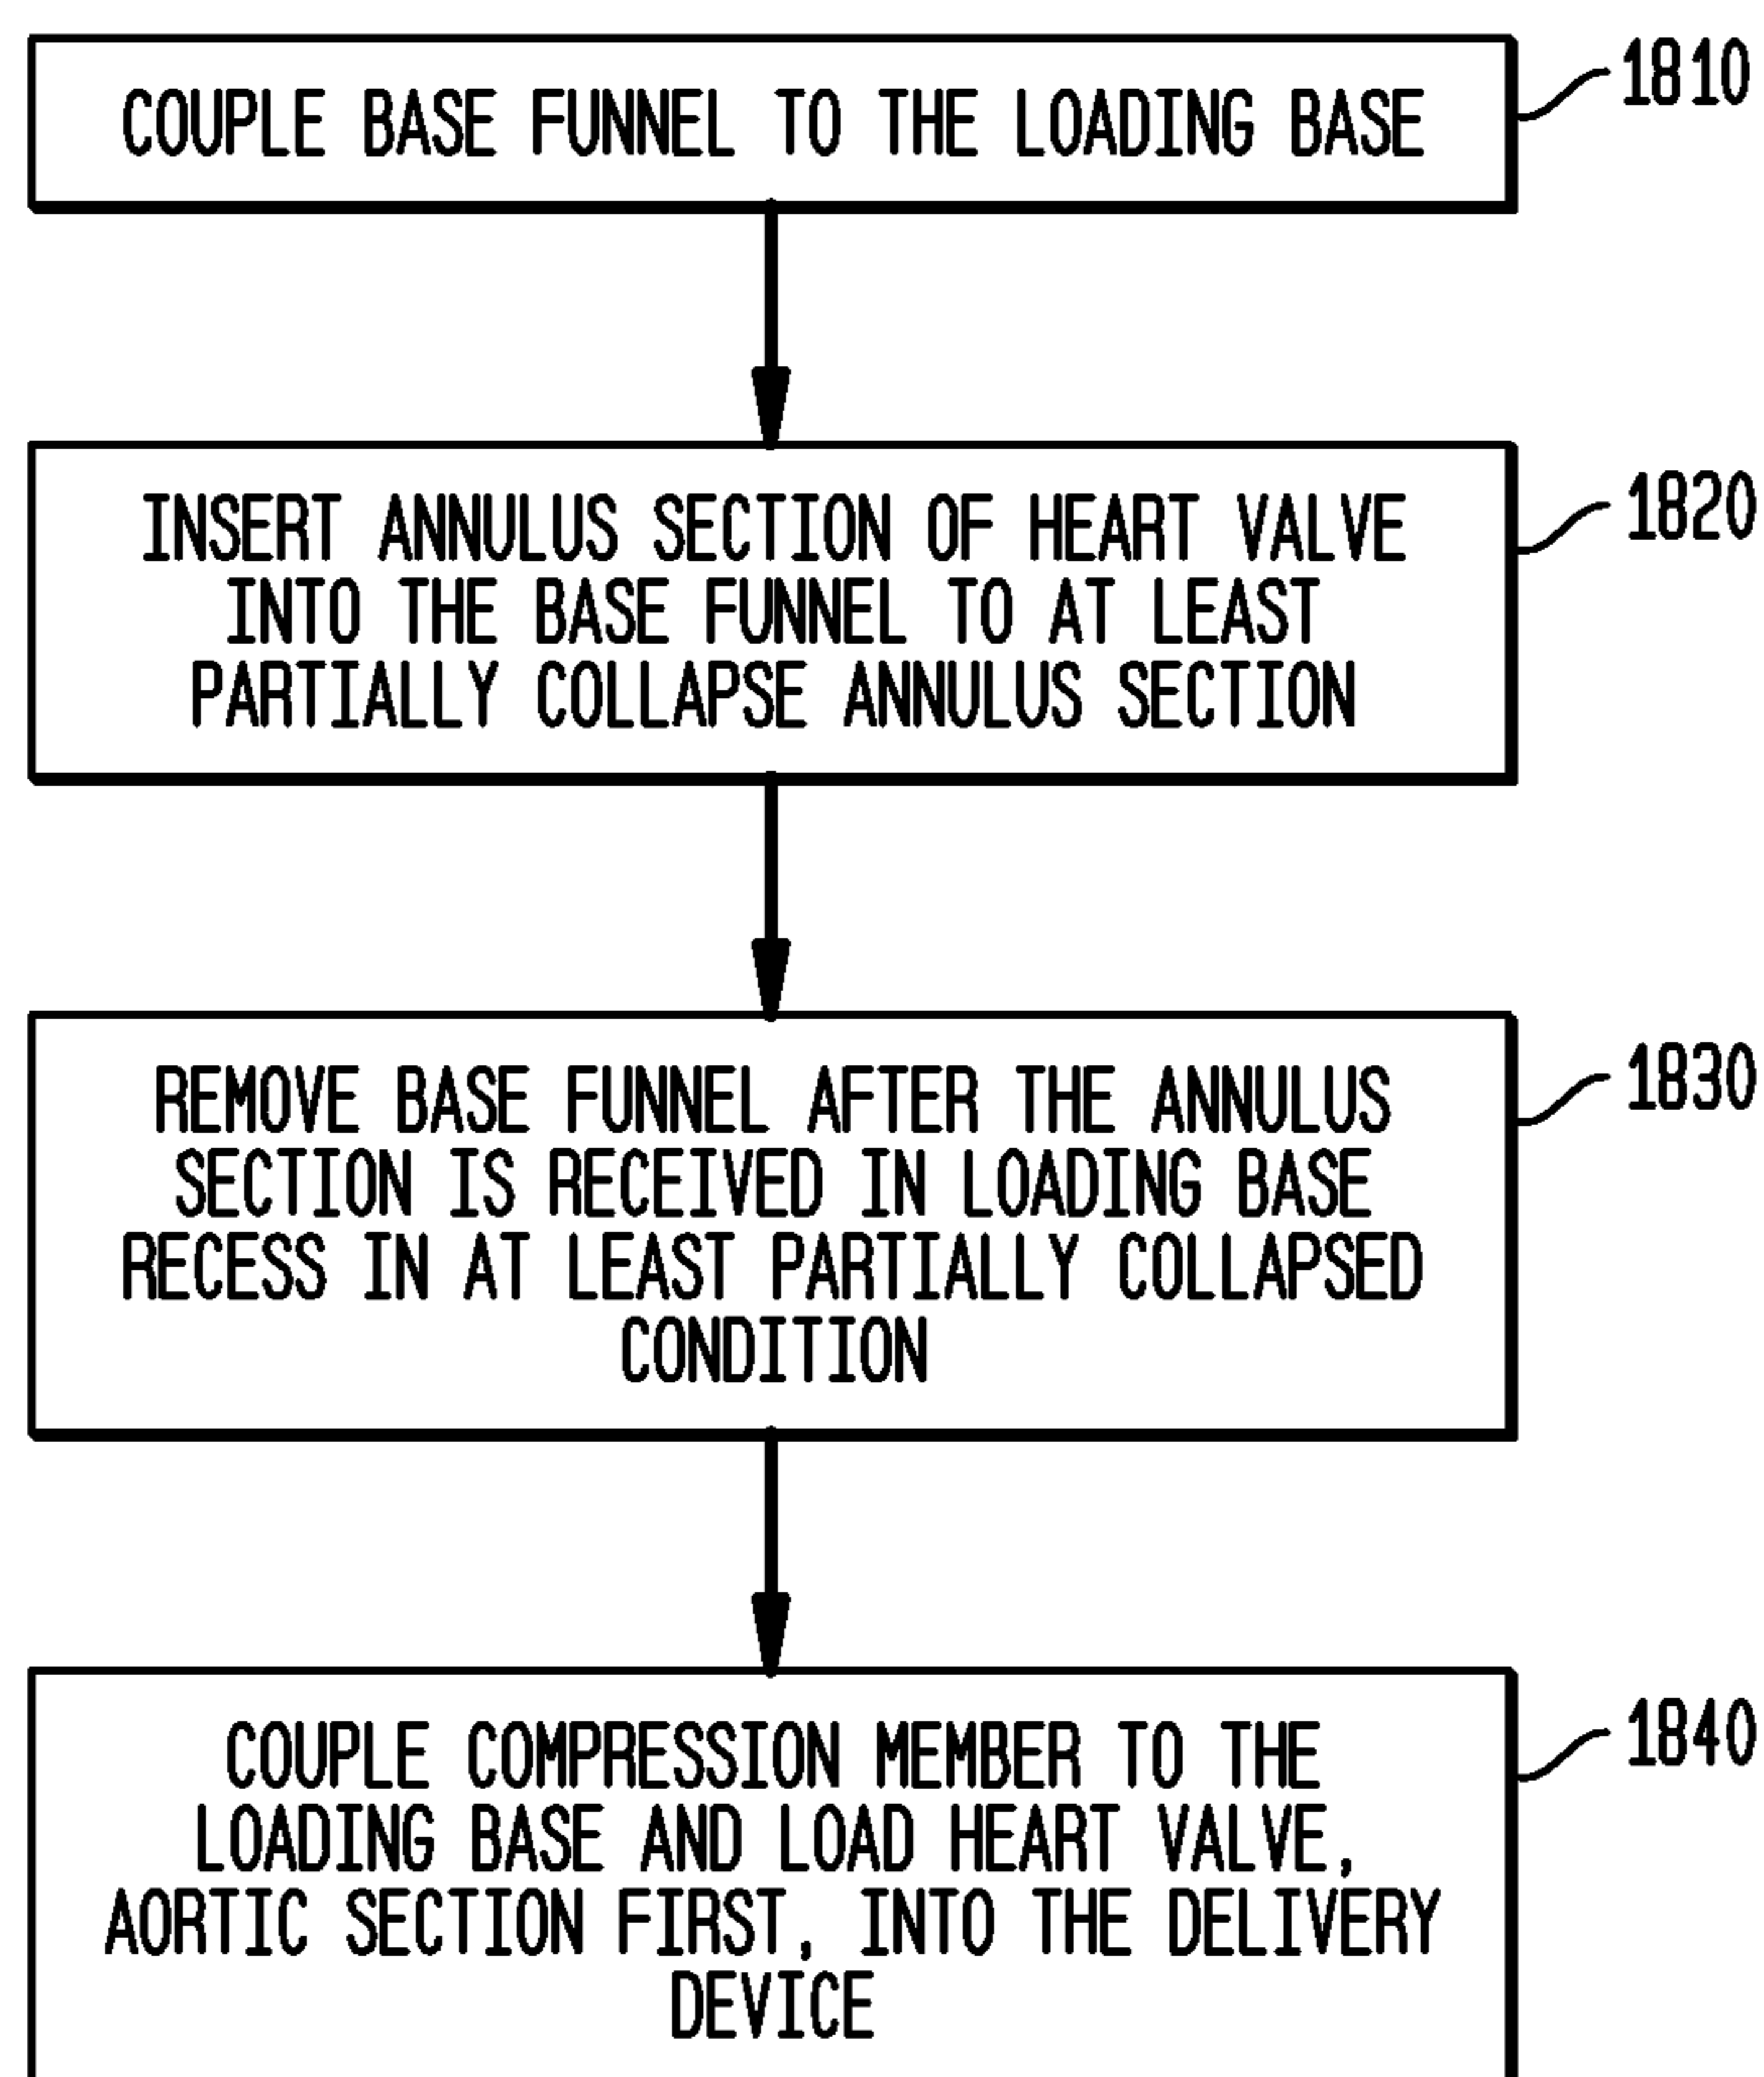 COUPLE BASE FUNNEL TO THE LOADING BASE
1810
INSERT ANNULUS SECTION OF HEART VALVE
INTO THE BASE FUNNEL TO AT LEAST
PARTIALLY COLLAPSE ANNULUS SECTION
1820
REMOVE BASE FUNNEL AFTER THE ANNULUS
SECTION IS RECEIVED IN LOADING BASE
RECESS IN AT LEAST PARTIALLY COLLAPSED
CONDITION
1830
COUPLE COMPRESSION MEMBER TO THE
LOADING BASE AND LOAD HEART VALVE,
AORTIC SECTION FIRST, INTO THE DELIVERY
DEVICE
1840